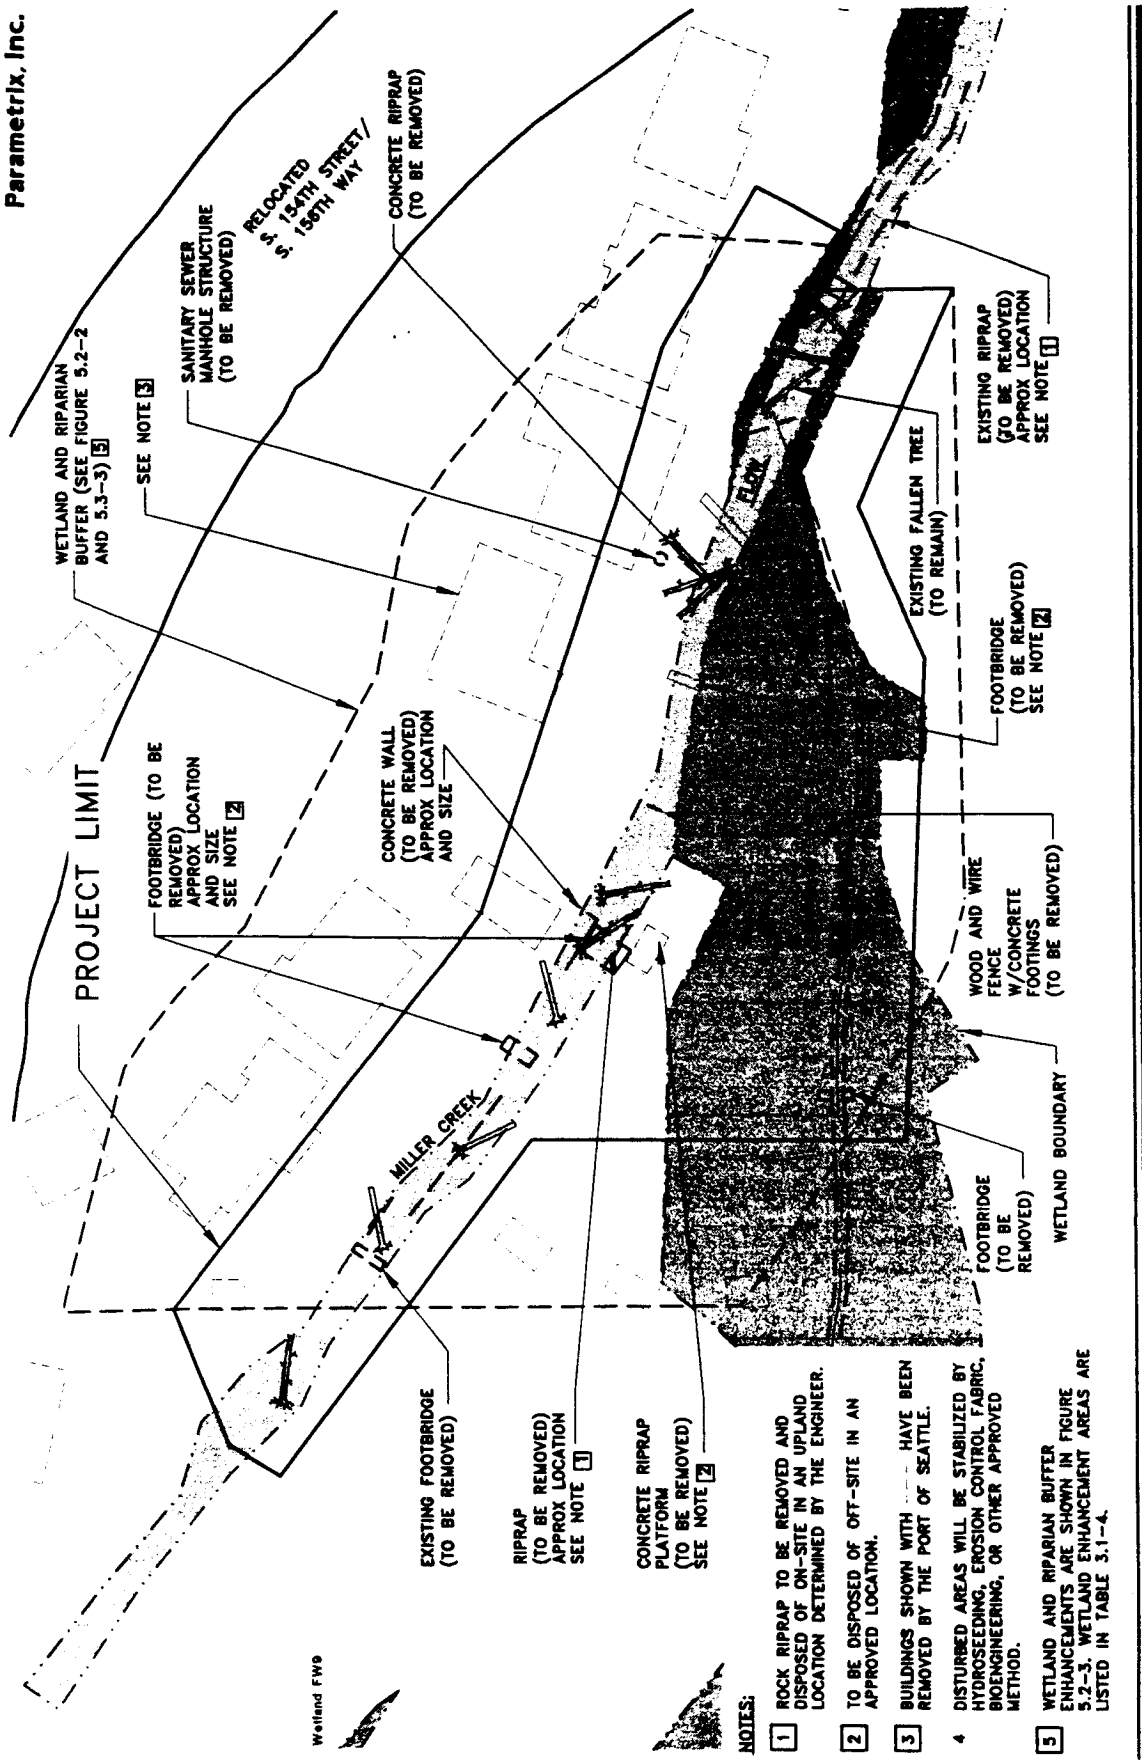 Parametrix, Inc.
WETLAND AND RIPARIAN
BUFFER (SEE FIGURE 5.2-2
AND 5.3-3) 5
SEE NOTE 3
SANITARY SEWER
MANHOLE STRUCTURE
(TO BE REMOVED)
RELOCATED
S. 154TH STREET/
S. 156TH WAY
CONCRETE RIPRAP
(TO BE REMOVED)
PROJECT LIMIT
FOOTBRIDGE (TO BE
REMOVED)
APPROX LOCATION
AND SIZE
SEE NOTE 2
CONCRETE WALL
(TO BE REMOVED)
APPROX LOCATION
AND SIZE
MILLER CREEK
FLOW
EXISTING FOOTBRIDGE
(TO BE REMOVED)
RIPRAP
(TO BE REMOVED)
APPROX LOCATION
SEE NOTE 1
CONCRETE RIPRAP
PLATFORM
(TO BE REMOVED)
SEE NOTE 2
FOOTBRIDGE
(TO BE
REMOVED)
WETLAND BOUNDARY
WOOD AND WIRE
FENCE
W/CONCRETE
FOOTINGS
(TO BE REMOVED)
FOOTBRIDGE
(TO BE REMOVED)
SEE NOTE 2
EXISTING FALLEN TREE
(TO REMAIN)
EXISTING RIPRAP
(TO BE REMOVED)
APPROX LOCATION
SEE NOTE 1
Wetland FW9
NOTES:
1 ROCK RIPRAP TO BE REMOVED AND
DISPOSED OF ON-SITE IN AN UPLAND
LOCATION DETERMINED BY THE ENGINEER.
2 TO BE DISPOSED OF OFF-SITE IN AN
APPROVED LOCATION.
3 BUILDINGS SHOWN WITH ---- HAVE BEEN
REMOVED BY THE PORT OF SEATTLE.
4 DISTURBED AREAS WILL BE STABILIZED BY
HYDROSEEDING, EROSION CONTROL FABRIC,
BIOENGINEERING, OR OTHER APPROVED
METHOD.
5 WETLAND AND RIPARIAN BUFFER
ENHANCEMENTS ARE SHOWN IN FIGURE
5.2-3. WETLAND ENHANCEMENT AREAS ARE
LISTED IN TABLE 3.1-4.